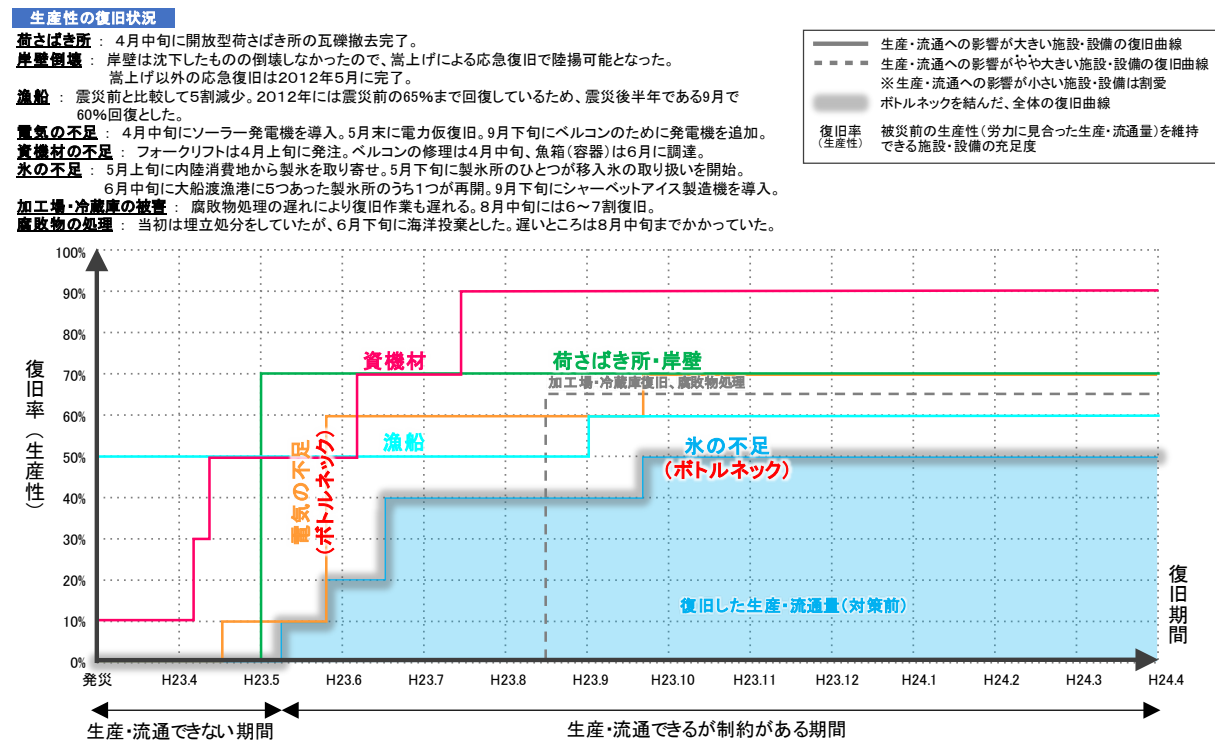 生産性の復旧状況
荷さばき所 : 4月中旬に開放型荷さばき所の瓦礫撤去完了。
岸壁倒壊 : 岸壁は沈下したものの倒壊しなかったので、嵩上げによる応急復旧で陸揚可能となった。
嵩上げ以外の応急復旧は2012年5月に完了。
漁船 : 震災前と比較して5割減少。2012年には震災前の65%まで回復しているため、震災後半年である9月で
60%回復とした。
電気の不足 : 4月中旬にソーラー発電機を導入。5月末に電力仮復旧。9月下旬にベルコンのために発電機を追加。
資機材の不足 : フォークリフトは4月上旬に発注。ベルコンの修理は4月中旬、魚箱(容器)は6月に調達。
氷の不足 : 5月上旬に内陸消費地から製氷を取り寄せ。5月下旬に製氷所のひとつが移入氷の取り扱いを開始。
6月中旬に大船渡漁港に5つあった製氷所のうち1つが再開。9月下旬にシャーベットアイス製造機を導入。
加工場・冷蔵庫の被害 : 腐敗物処理の遅れにより復旧作業も遅れる。8月中旬には6~7割復旧。
腐敗物の処理 : 当初は埋立処分をしていたが、6月下旬に海洋投棄とした。遅いところは8月中旬までかかっていた。
生産・流通への影響が大きい施設・設備の復旧曲線
生産・流通への影響がやや大きい施設・設備の復旧曲線
※生産・流通への影響が小さい施設・設備は割愛
ボトルネックを結んだ、全体の復旧曲線
復旧率
(生産性)
被災前の生産性(労力に見合った生産・流通量)を維持
できる施設・設備の充足度
100%
90%
80%
70%
60%
50%
40%
30%
20%
10%
0%
復旧率(生産性)
資機材
荷さばき所・岸壁
加工場・冷蔵庫復旧、腐敗物処理
漁船
電気の不足
(ボトルネック)
氷の不足
(ボトルネック)
復旧した生産・流通量(対策前)
復旧期間
発災
H23.4
H23.5
H23.6
H23.7
H23.8
H23.9
H23.10
H23.11
H23.12
H24.1
H24.2
H24.3
H24.4
生産・流通できない期間
生産・流通できるが制約がある期間